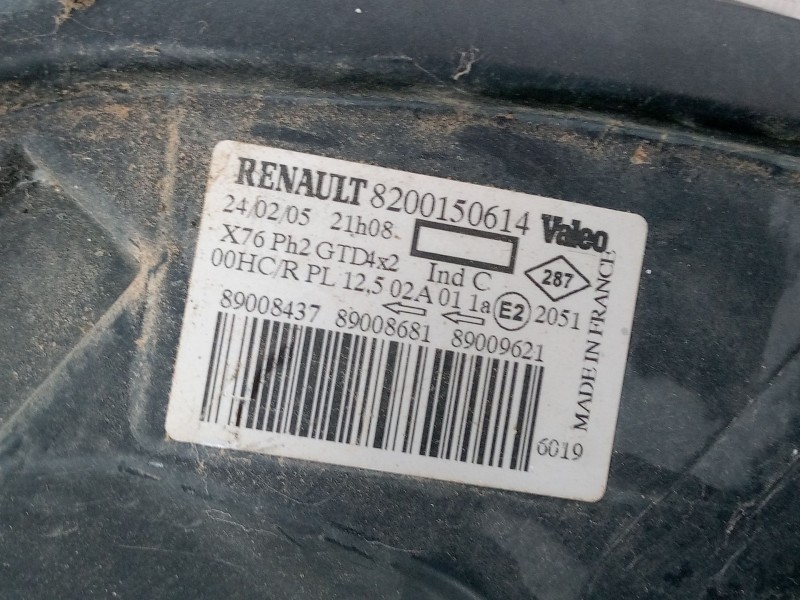 RENAULT 8200150614 Valeo
24/02/05 21h08
X76 Ph2 GTD4x2 Ind C 287
00HC/R PL 12,5 02A 01 1a E2 2051
89008437 89008681 89009621
6019
MADE IN FRANCE